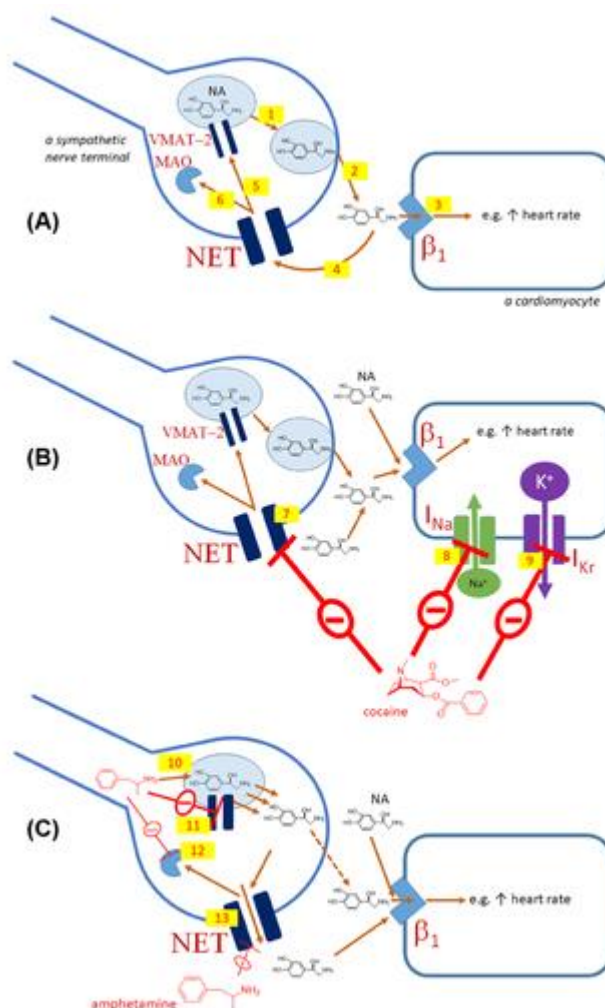 NA
1
a sympathetic
nerve terminal
VMAT-2
MAO
2
6
5
3
e.g. ↑ heart rate
(A)
NET
β1
4
a cardiomyocyte
NA
VMAT-2
β1
e.g. ↑ heart rate
MAO
(B)
K+
7
INa
NET
8
9
IKr
Na+
cocaine
10
NA
11
(C)
12
e.g. ↑ heart rate
13
NET
β1
NH2
amphetamine